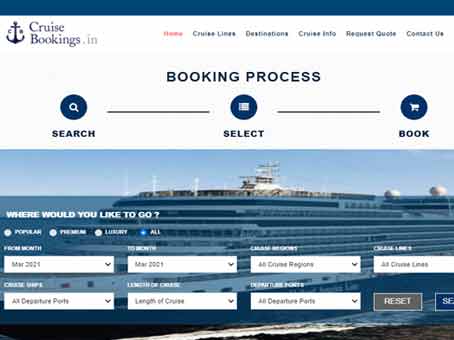 Cruise
Bookings.in
Home Cruise Lines Destinations Cruise Info Request Quote Contact Us
BOOKING PROCESS
SEARCH SELECT BOOK
WHERE WOULD YOU LIKE TO GO ?
POPULAR PREMIUM LUXURY ALL
FROM MONTH TO MONTH CRUISE REGIONS CRUISE LINES
Mar 2021 Mar 2021 All Cruise Regions All Cruise Lines
CRUISE SHIPS LENGTH OF CRUISE DEPARTURE PORTS
All Departure Ports Length of Cruise All Departure Ports RESET